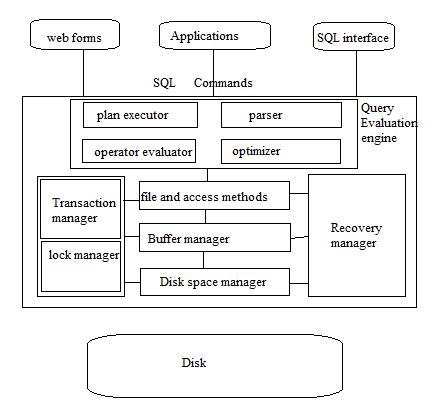 web forms
Applications
SQL interface
SQL Commands
plan executor
parser
Query
Evaluation
engine
operator evaluator
optimizer
Transaction
manager
file and access methods
Recovery
manager
Buffer manager
lock manager
Disk space manager
Disk